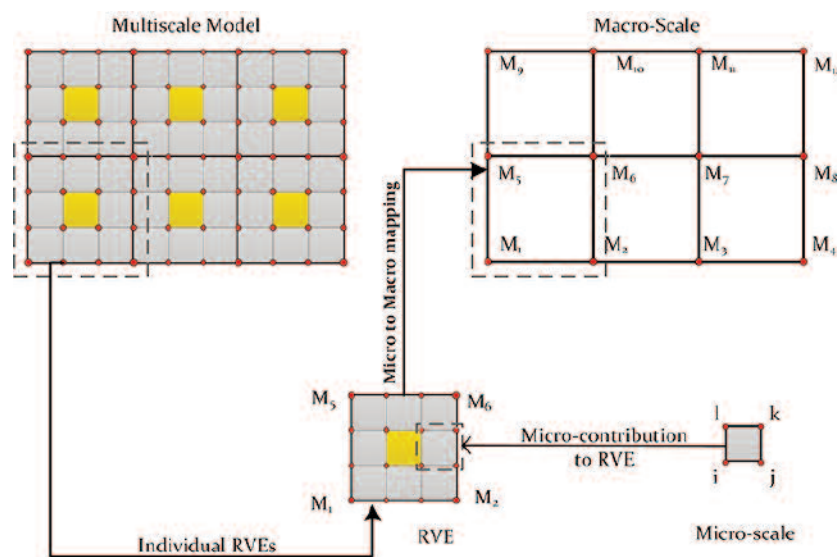 Multiscale Model
Macro-Scale
M₉ M₁₀ M₁₁
M₅ M₆ M₇ M₈
M₁ M₂ M₃ M₄
Micro to Macro mapping
M₅ M₆
l k
Micro-contribution
to RVE
i j
M₁ M₂
RVE
Micro-scale
Individual RVEs